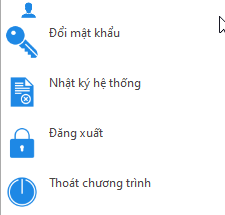 Đổi mật khẩu
Nhật ký hệ thống
Đăng xuất
Thoát chương trình